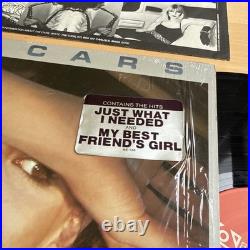 CARS
CONTAINS THE HITS
JUST WHAT
I NEEDED
AND
MY BEST
FRIEND'S GIRL